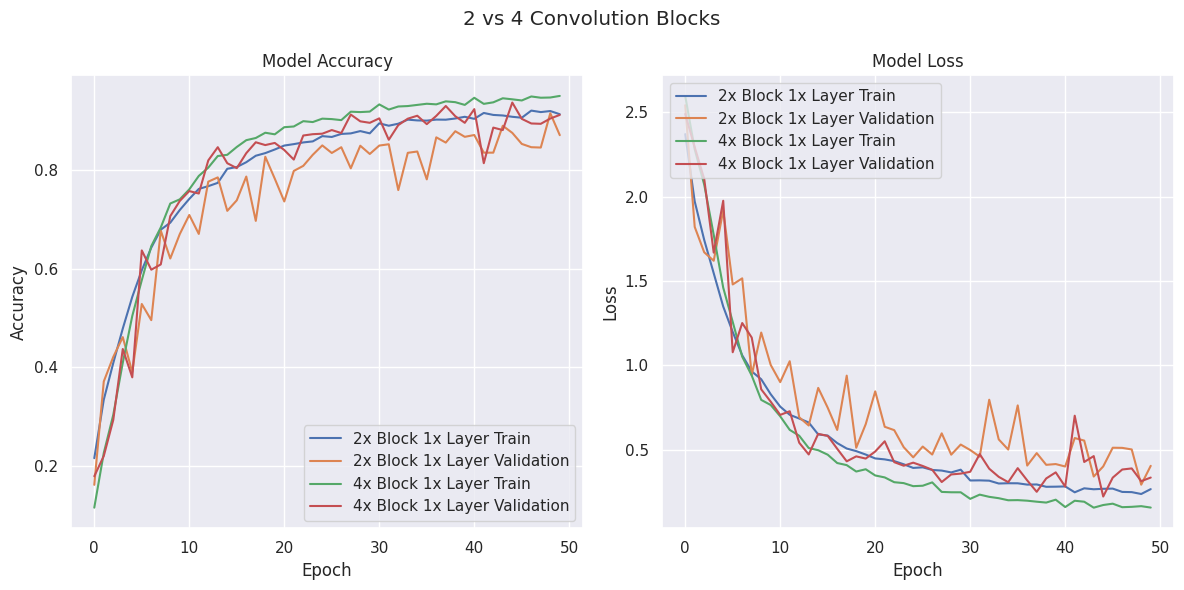 2 vs 4 Convolution Blocks
Model Accuracy
Accuracy
0.8
0.6
0.4
0.2
2x Block 1x Layer Train
2x Block 1x Layer Validation
4x Block 1x Layer Train
4x Block 1x Layer Validation
0 10 20 30 40 50
Epoch
Model Loss
Loss
2.5
2.0
1.5
1.0
0.5
2x Block 1x Layer Train
2x Block 1x Layer Validation
4x Block 1x Layer Train
4x Block 1x Layer Validation
0 10 20 30 40 50
Epoch